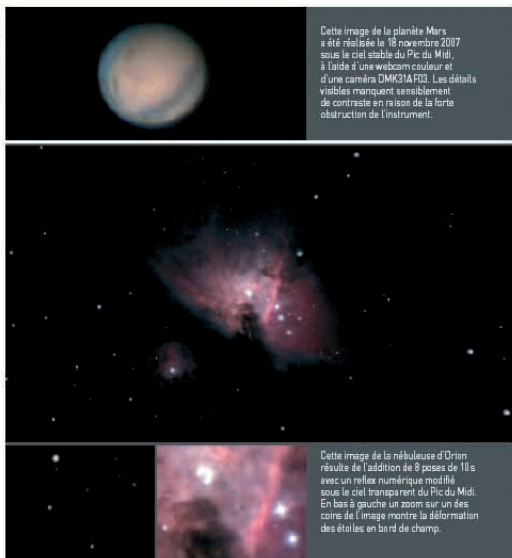 Cette image de la planète Mars
a été réalisée le 18 novembre 2007
sous le ciel stable du Pic du Midi,
à l'aide d'une webcam couleur et
d'une caméra DMK31AF03. Les détails
visibles manquent sensiblement
de contraste en raison de la forte
obstruction de l'instrument.
Cette image de la nébuleuse d'Orion
résulte de l'addition de 8 poses de 10 s
avec un reflex numérique modifié
sous le ciel transparent du Pic du Midi.
En bas à gauche un zoom sur un des
coins de l'image montre la déformation
des étoiles en bord de champ.